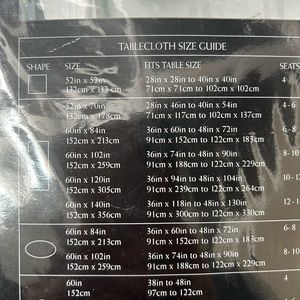 TABLECLOTH SIZE GUIDE
SHAPE SIZE FITS TABLE SIZE SEATS
52in x 52in 28in x 28in to 40in x 40in 4
132cm x 132 cm 71cm x 71cm to 102cm x 102cm
52in x 70in 28in x 46in to 40in x 54in 4 - 6
132cm x 178cm 71cm x 117cm to 102cm x 137cm
60in x 84in 36in x 60in to 48in x 72in 6 - 8
152cm x 213cm 91cm x 152cm to 122cm x 183cm
60in x 102in 36in x 74in to 48in x 90in 8 - 10
152cm x 259cm 91cm x 188cm to 122cm x 229cm
60in x 120in 36in x 94in to 48in x 104in 10 - 12
152cm x 305cm 91cm x 239cm to 122cm x 264cm
60in x 140in 36in x 118in to 48in x 130in 12 - 14
152cm x 356cm 91cm x 300cm to 122cm x 330cm
60in x 84in 36in x 60in to 48in x 72in 6 - 8
152cm x 213cm 91cm x 152cm to 122cm x 183cm
60in x 102in 36in x 74in to 48in x 90in 8 - 10
152cm x 259cm 91cm x 188cm to 122cm x 229cm
60in 38in to 48in 4
152cm 97cm to 122cm